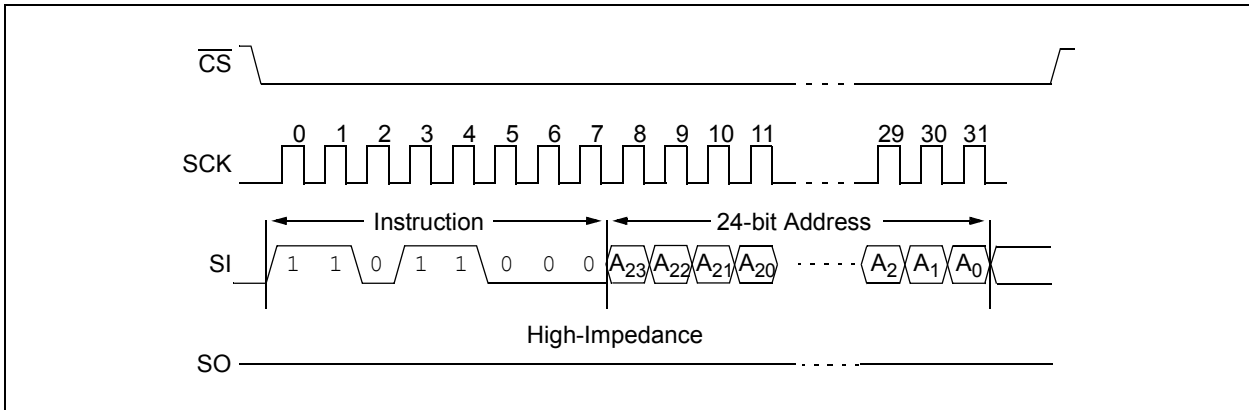 CS
0 1 2 3 4 5 6 7 8 9 10 11 29 30 31
SCK
Instruction 24-bit Address
SI 1 1 0 1 1 0 0 0 A23 A22 A21 A20 A2 A1 A0
High-Impedance
SO